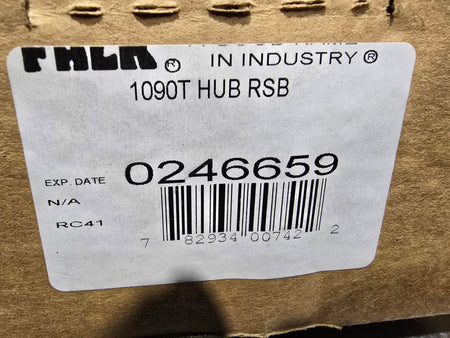 FALK ® IN INDUSTRY ®
1090T HUB RSB
EXP. DATE 0246659
N/A
RC41
7 82934 00742 2